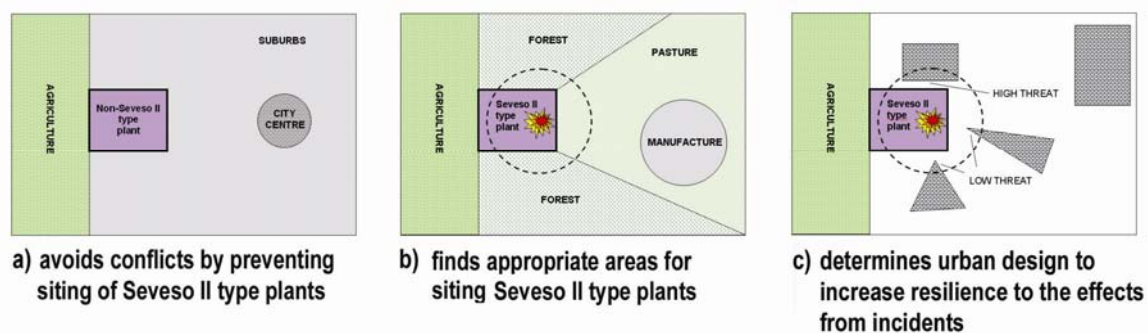 AGRICULTURE
SUBURBS
Non-Seveso II
type
plant
CITY
CENTRE
a) avoids conflicts by preventing
siting of Seveso II type plants
AGRICULTURE
FOREST
PASTURE
Seveso II
type
plant
MANUFACTURE
FOREST
b) finds appropriate areas for
siting Seveso II type plants
AGRICULTURE
HIGH THREAT
Seveso II
type
plant
LOW THREAT
c) determines urban design to
increase resilience to the effects
from incidents